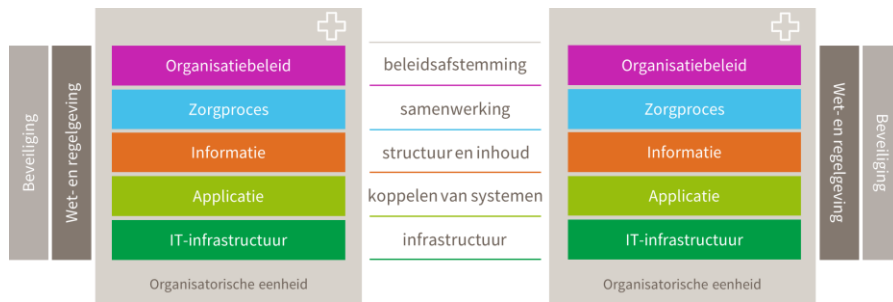 Beveiliging
Wet- en regelgeving
Organisatiebeleid
Zorgproces
Informatie
Applicatie
IT-infrastructuur
Organisatorische eenheid
beleidsafstemming
samenwerking
structuur en inhoud
koppelen van systemen
infrastructuur
Organisatiebeleid
Zorgproces
Informatie
Applicatie
IT-infrastructuur
Organisatorische eenheid
Wet- en regelgeving
Beveiliging